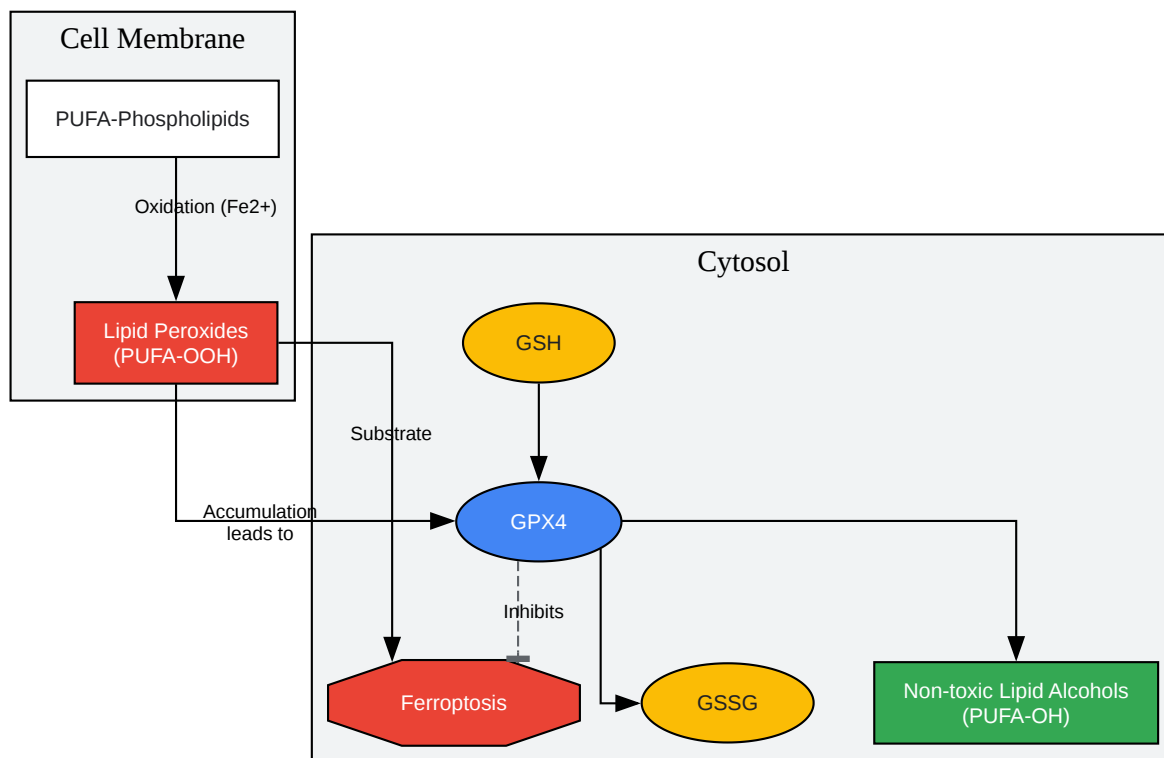 Cell Membrane
PUFA-Phospholipids
Oxidation (Fe2+)
Cytosol
Lipid Peroxides
(PUFA-OOH)
GSH
Substrate
Accumulation
leads to
GPX4
Inhibits
Ferroptosis
GSSG
Non-toxic Lipid Alcohols
(PUFA-OH)